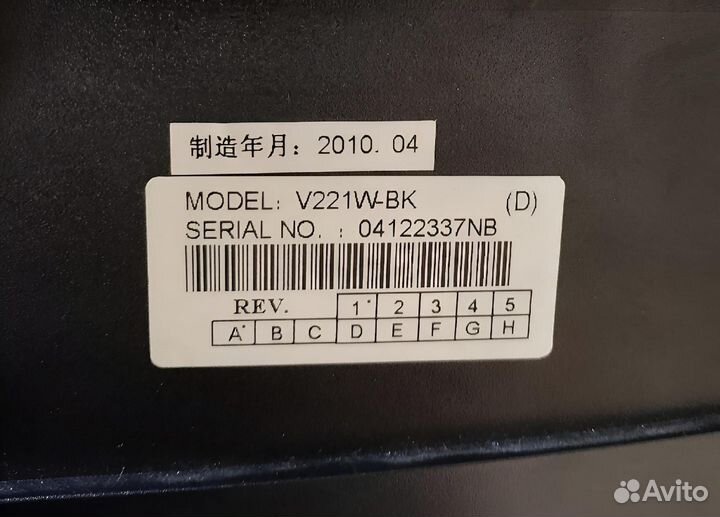 制造年月：2010. 04
MODEL: V221W-BK (D)
SERIAL NO. : 04122337NB
REV. 1* 2 3 4 5
A* B C D E F G H
Avito